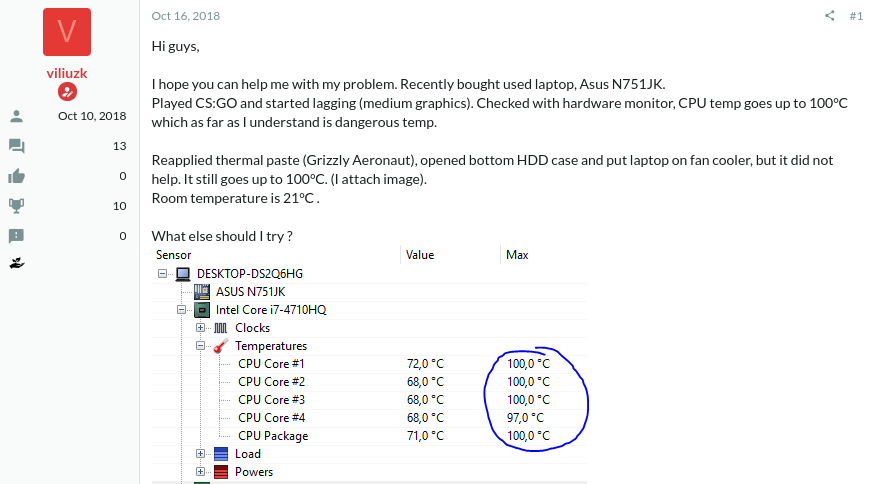 V
viliuzk
Oct 10, 2018
13
0
10
0
Oct 16, 2018
#1
Hi guys,
I hope you can help me with my problem. Recently bought used laptop, Asus N751JK.
Played CS:GO and started lagging (medium graphics). Checked with hardware monitor, CPU temp goes up to 100°C
which as far as I understand is dangerous temp.
Reapplied thermal paste (Grizzly Aeronaut), opened bottom HDD case and put laptop on fan cooler, but it did not
help. It still goes up to 100°C. (I attach image).
Room temperature is 21°C .
What else should I try ?
Sensor Value Max
DESKTOP-DS2Q6HG
ASUS N751JK
Intel Core i7-4710HQ
Clocks
Temperatures
CPU Core #1 72,0 °C 100,0 °C
CPU Core #2 68,0 °C 100,0 °C
CPU Core #3 68,0 °C 100,0 °C
CPU Core #4 68,0 °C 97,0 °C
CPU Package 71,0 °C 100,0 °C
Load
Powers